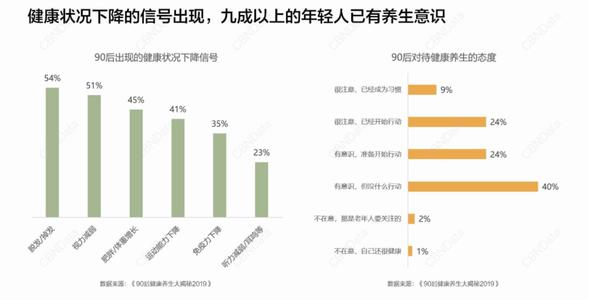 健康状况下降的信号出现，九成以上的年轻人已有养生意识
90后出现的健康状况下降信号
54%
51%
45%
41%
35%
23%
脱发/掉发
视力减弱
肥胖/体重增长
运动能力下降
免疫力下降
听力减弱/耳鸣等
数据来源：《90后健康养生大揭秘2019》
90后对待健康养生的态度
很注意，已经成为习惯 9%
很注意，已经开始行动 24%
有意识，准备开始行动 24%
有意识，但没什么行动 40%
不在意，那是老年人要关注的 2%
不在意，自己还很健康 1%
数据来源：《90后健康养生大揭秘2019》
CBNData